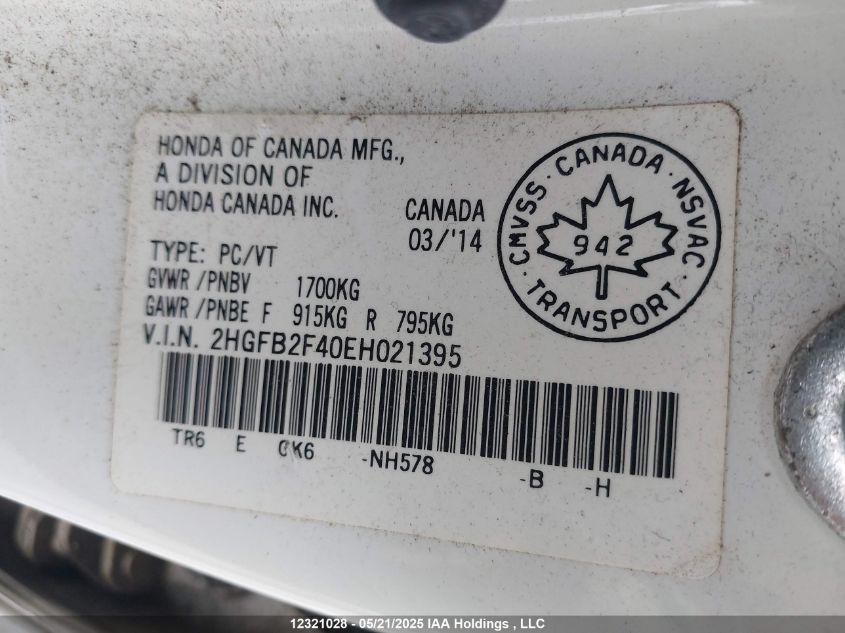 HONDA OF CANADA MFG.,
A DIVISION OF
HONDA CANADA INC.
CANADA
03/'14
TYPE: PC/VT
GVWR/PNBV 1700KG
GAWR/PNBE F 915KG R 795KG
V.I.N. 2HGFB2F40EH021395
TR6 E CK6 -NH578 -B -H
CMVSS · CANADA · NSVAC
942
· TRANSPORT ·
12321028 - 05/21/2025 IAA Holdings , LLC